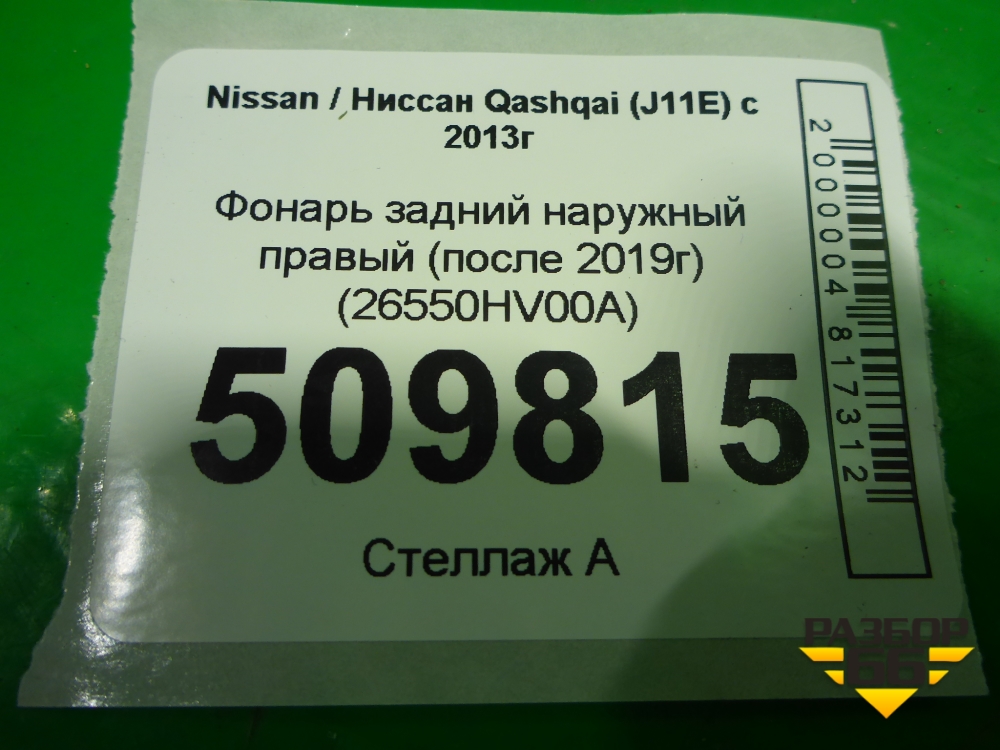 Nissan / Ниссан Qashqai (J11E) с
2013г
Фонарь задний наружный
правый (после 2019г)
(26550HV00A)
509815
Стеллаж А
2000004817312
РАЗБОР
66